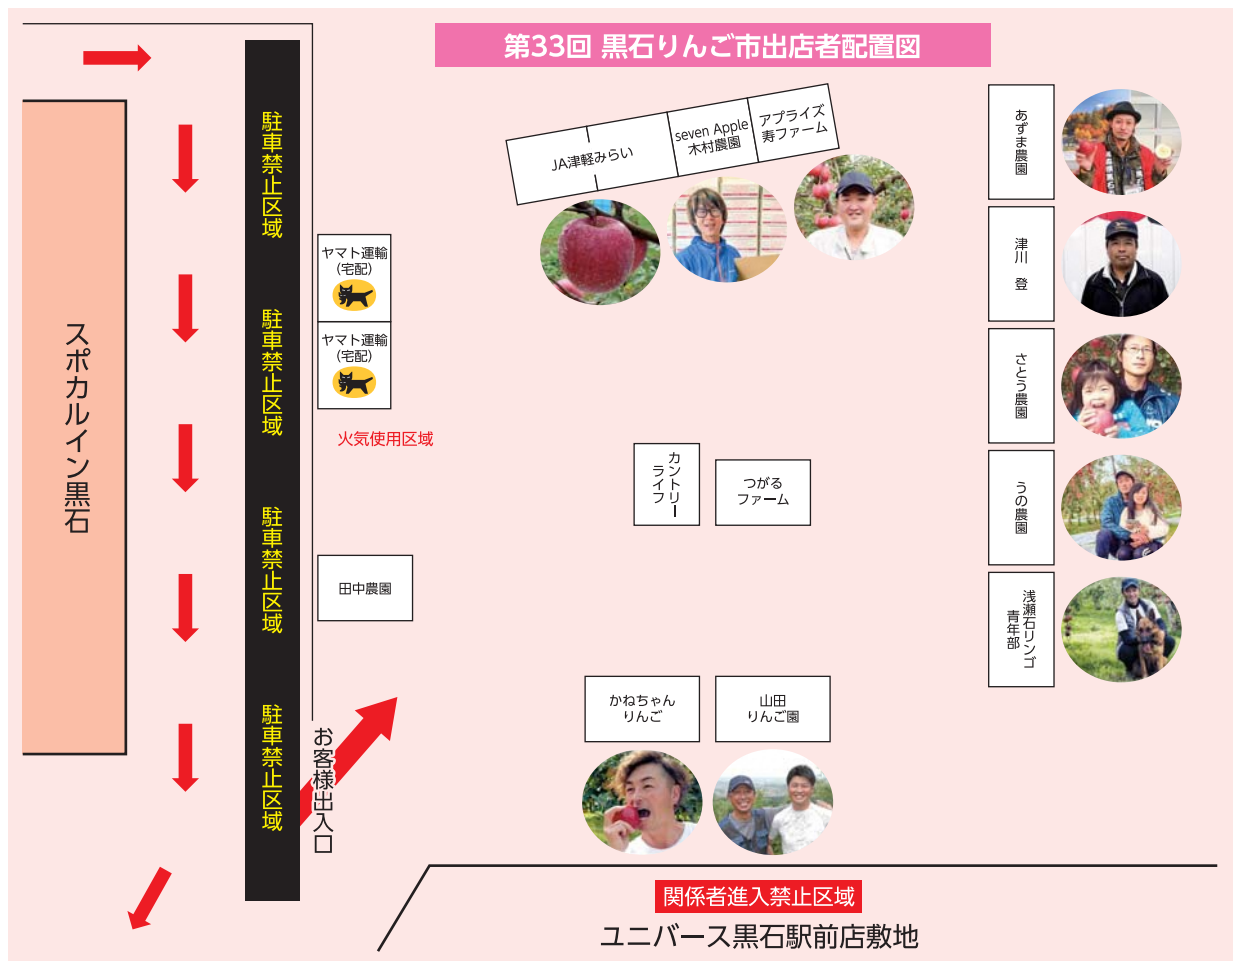 第33回 黒石りんご市出店者配置図
スポカルイン黒石
駐車禁止区域
駐車禁止区域
駐車禁止区域
駐車禁止区域
ヤマト運輸
(宅配)
ヤマト運輸
(宅配)
火気使用区域
田中農園
お客様出入口
JA津軽みらい
seven Apple
木村農園
アプライズ
寿ファーム
カントリー
ライフ
つがる
ファーム
かねちゃん
りんご
山田
りんご園
あずま農園
津川 登
さとう農園
うの農園
浅瀬石リンゴ
青年部
関係者進入禁止区域
ユニバース黒石駅前店敷地